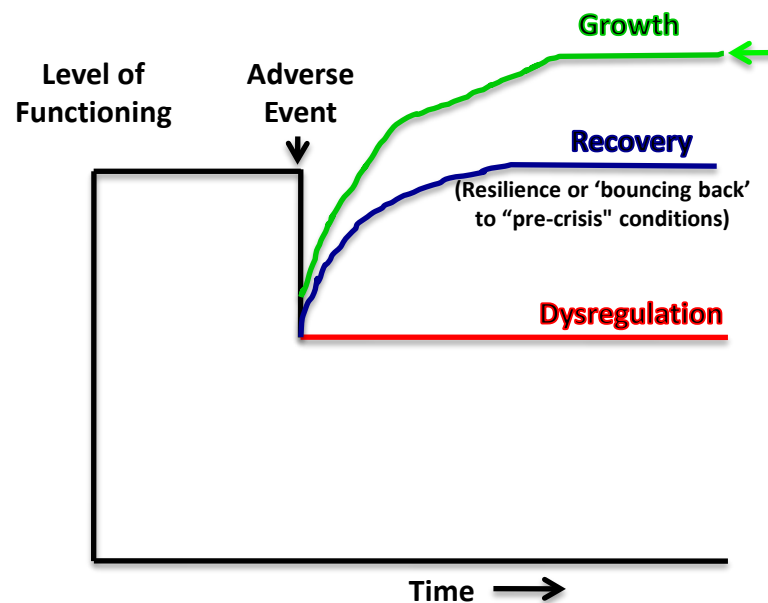 Growth
Level of
Functioning
Adverse
Event
Recovery
(Resilience or ‘bouncing back’
to “pre-crisis" conditions)
Dysregulation
Time